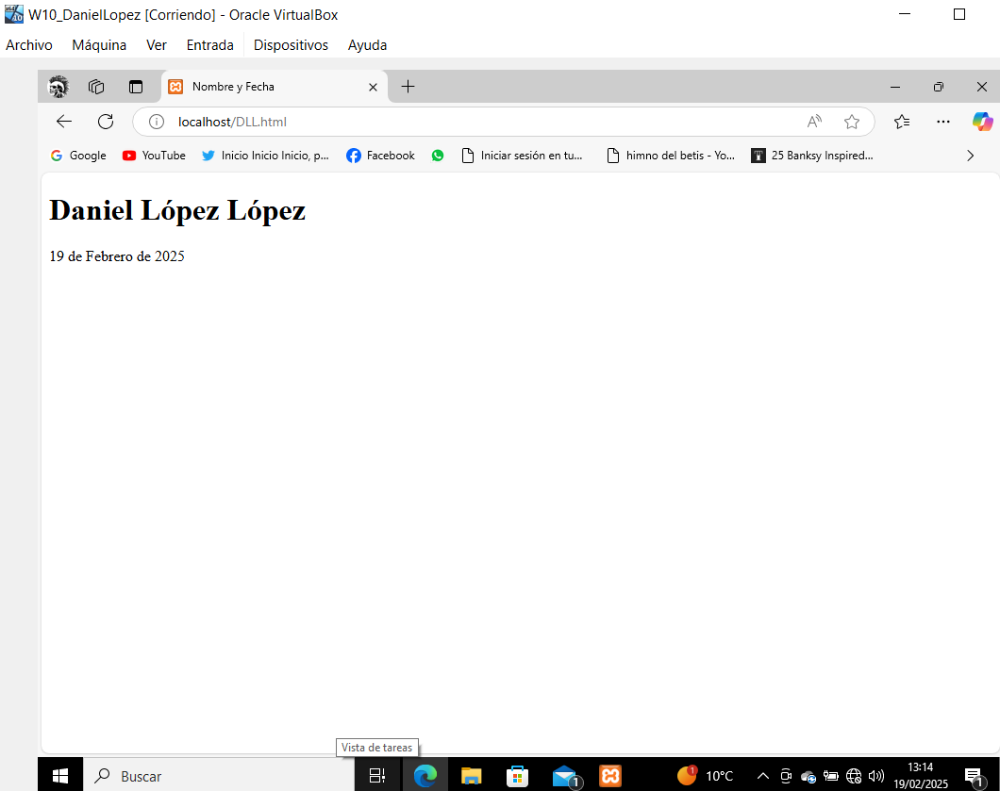 W10_DanielLopez [Corriendo] - Oracle VirtualBox
Archivo Máquina Ver Entrada Dispositivos Ayuda
Nombre y Fecha
localhost/DLL.html
Google YouTube Inicio Inicio Inicio, p... Facebook Iniciar sesión en tu... himno del betis - Yo... 25 Banksy Inspired...
Daniel López López
19 de Febrero de 2025
Vista de tareas
Buscar 1 1 10°C 13:14 1
19/02/2025